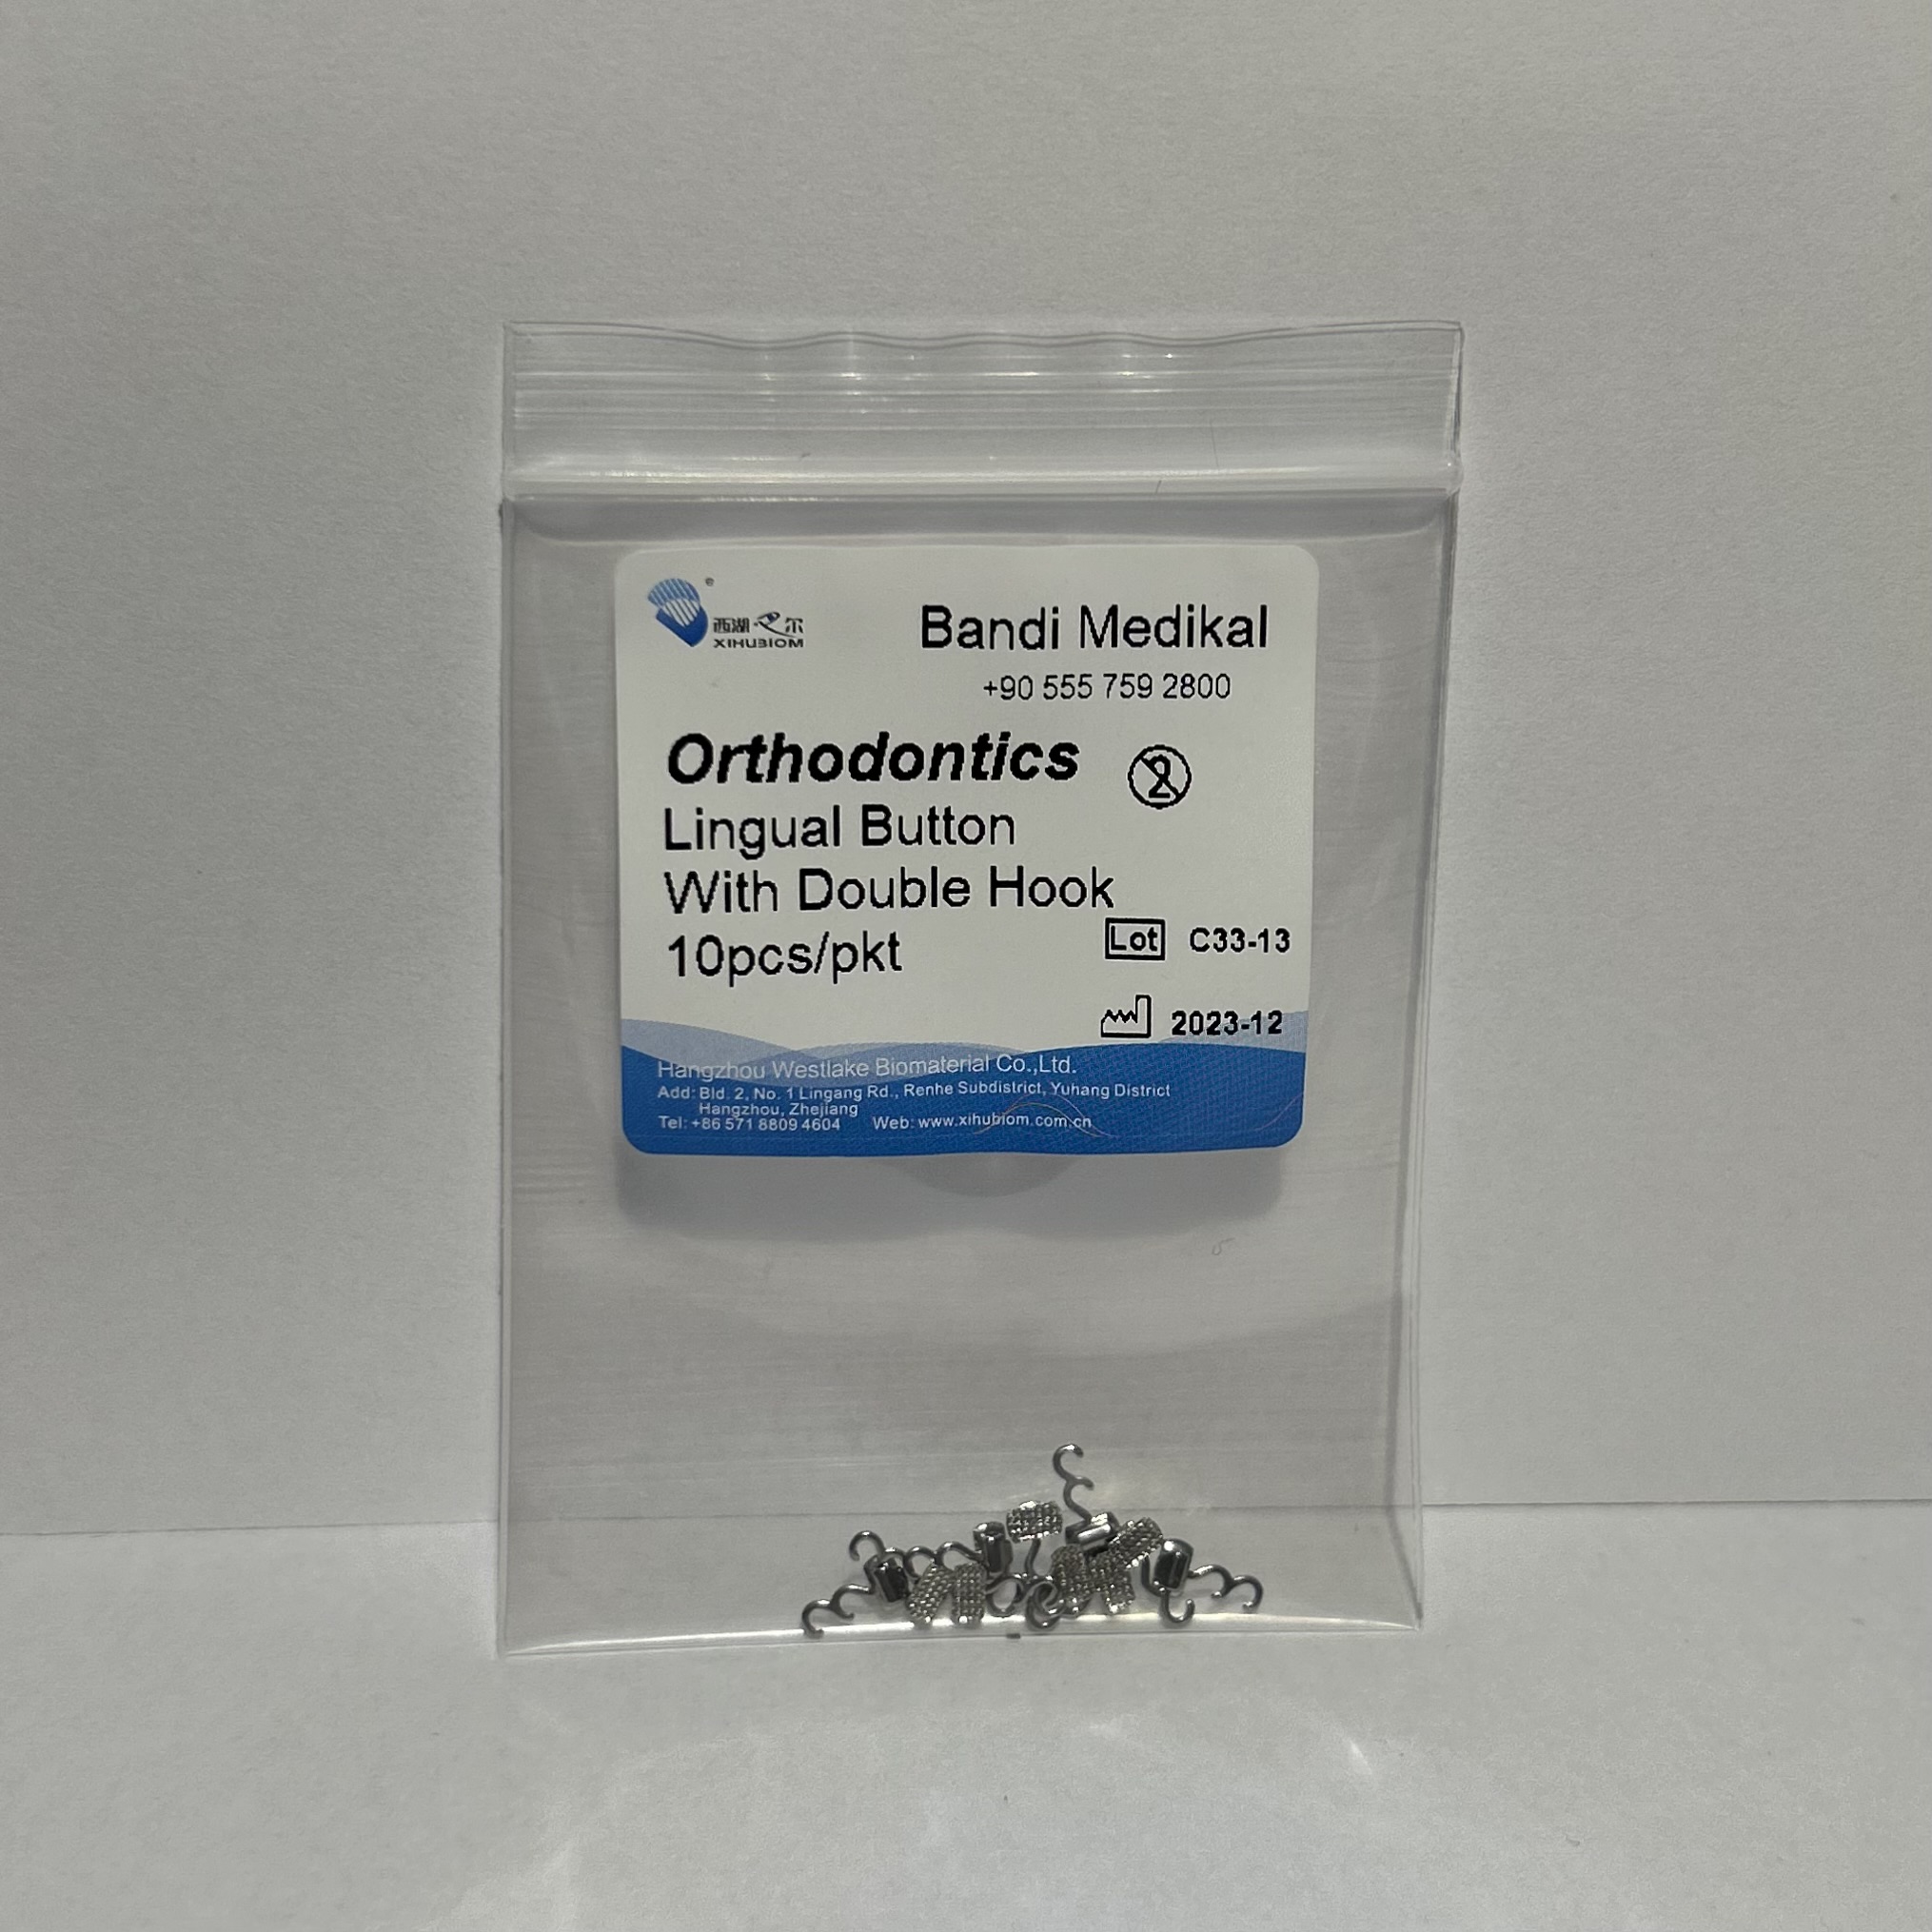 西湖巴尔
XIHUBIOM
®
Bandi Medikal
+90 555 759 2800
Orthodontics
2
Lingual Button
With Double Hook
10pcs/pkt
Lot C33-13
2023-12
Hangzhou Westlake Biomaterial Co.,Ltd.
Add: Bld. 2, No. 1 Lingang Rd., Renhe Subdistrict, Yuhang District
Hangzhou, Zhejiang
Tel: +86 571 8809 4604 Web: www.xihubiom.com.cn